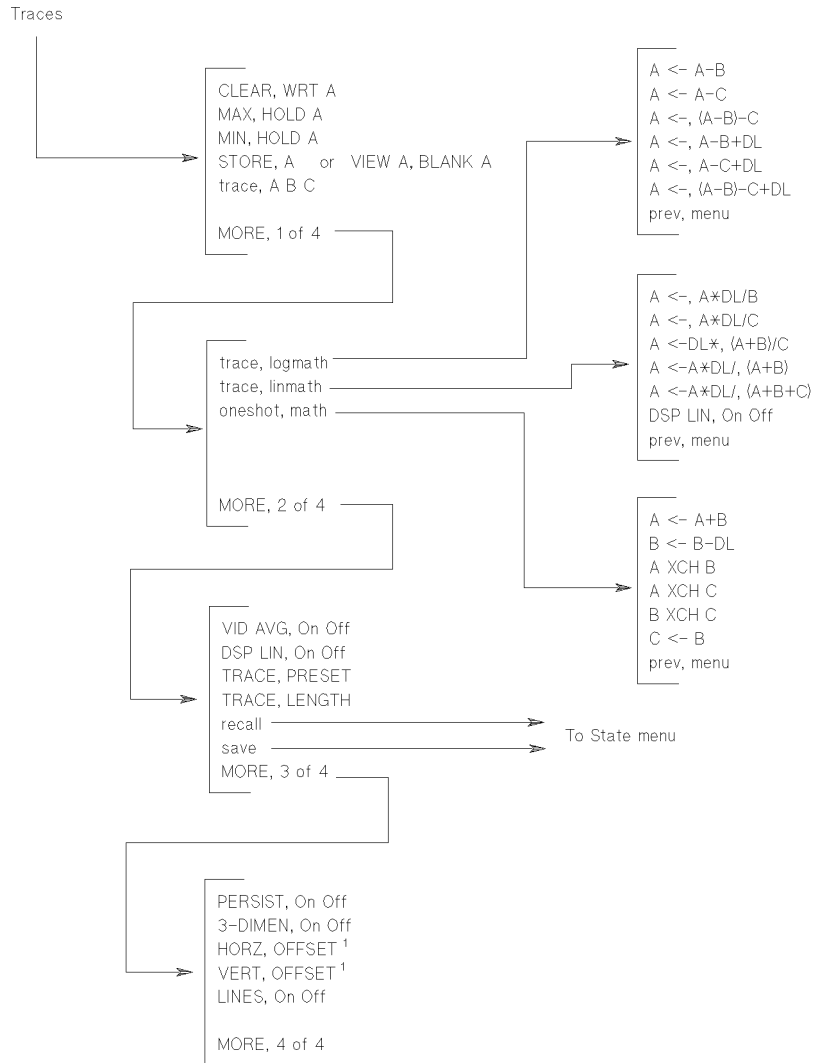 Traces
CLEAR, WRT A
MAX, HOLD A
MIN, HOLD A
STORE, A or VIEW A, BLANK A
trace, A B C
MORE, 1 of 4
trace, logmath
trace, linmath
oneshot, math
MORE, 2 of 4
VID AVG, On Off
DSP LIN, On Off
TRACE, PRESET
TRACE, LENGTH
recall
save
MORE, 3 of 4
To State menu
PERSIST, On Off
3-DIMEN, On Off
HORZ, OFFSET 1
VERT, OFFSET 1
LINES, On Off
MORE, 4 of 4
A <- A-B
A <- A-C
A <-, (A-B)-C
A <-, A-B+DL
A <-, A-C+DL
A <-, (A-B)-C+DL
prev, menu
A <-, A*DL/B
A <-, A*DL/C
A <-DL*, (A+B)/C
A <-A*DL/, (A+B)
A <-A*DL/, (A+B+C)
DSP LIN, On Off
prev, menu
A <- A+B
B <- B-DL
A XCH B
A XCH C
B XCH C
C <- B
prev, menu